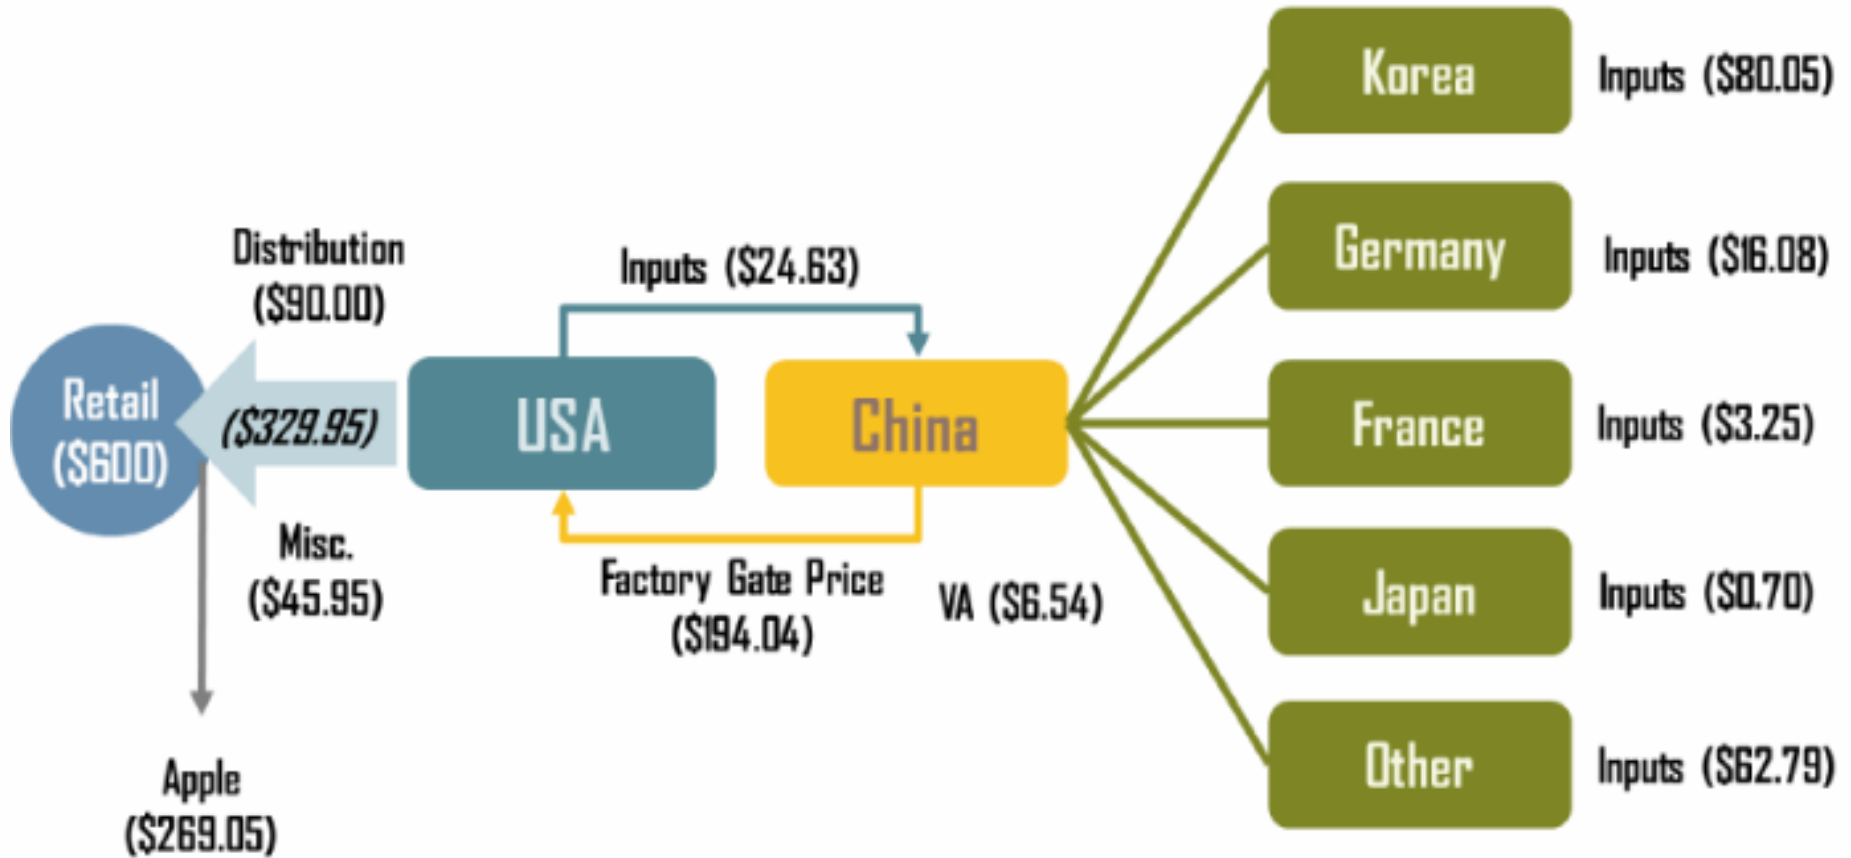 Korea
Inputs ($80.05)
Germany
Inputs ($16.08)
Distribution
($90.00)
Inputs ($24.63)
Retail
($600)
($329.95)
USA
China
France
Inputs ($3.25)
Misc.
($45.95)
Factory Gate Price
($194.04)
VA ($6.54)
Japan
Inputs ($0.70)
Other
Inputs ($62.79)
Apple
($269.05)